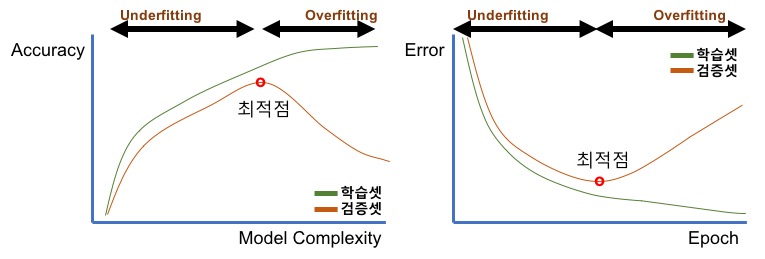 Underfitting
Overfitting
Accuracy
최적점
학습셋
검증셋
Model Complexity
Underfitting
Overfitting
Error
학습셋
검증셋
최적점
Epoch